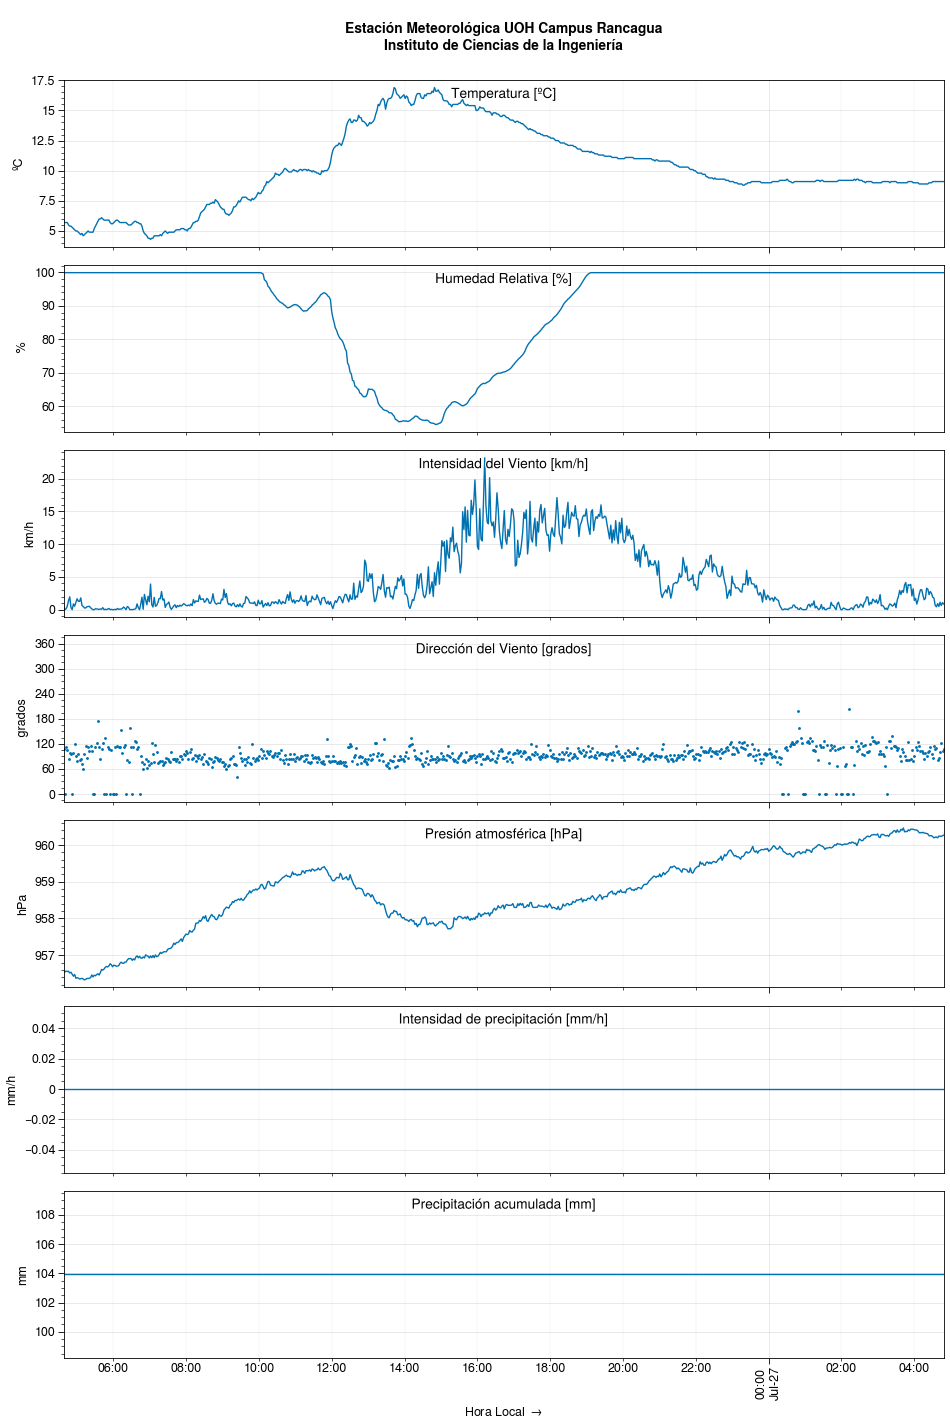 Estación Meteorológica UOH Campus Rancagua
Instituto de Ciencias de la Ingeniería
Temperatura [ºC]
17.5
15
12.5
10
7.5
5
ºC
Humedad Relativa [%]
100
90
80
70
60
%
Intensidad del Viento [km/h]
20
15
10
5
0
km/h
Dirección del Viento [grados]
360
300
240
180
120
60
0
grados
Presión atmosférica [hPa]
960
959
958
957
hPa
Intensidad de precipitación [mm/h]
0.04
0.02
0
−0.02
−0.04
mm/h
Precipitación acumulada [mm]
108
106
104
102
100
mm
06:00 08:00 10:00 12:00 14:00 16:00 18:00 20:00 22:00 00:00 02:00 04:00
Jul-27
Hora Local →